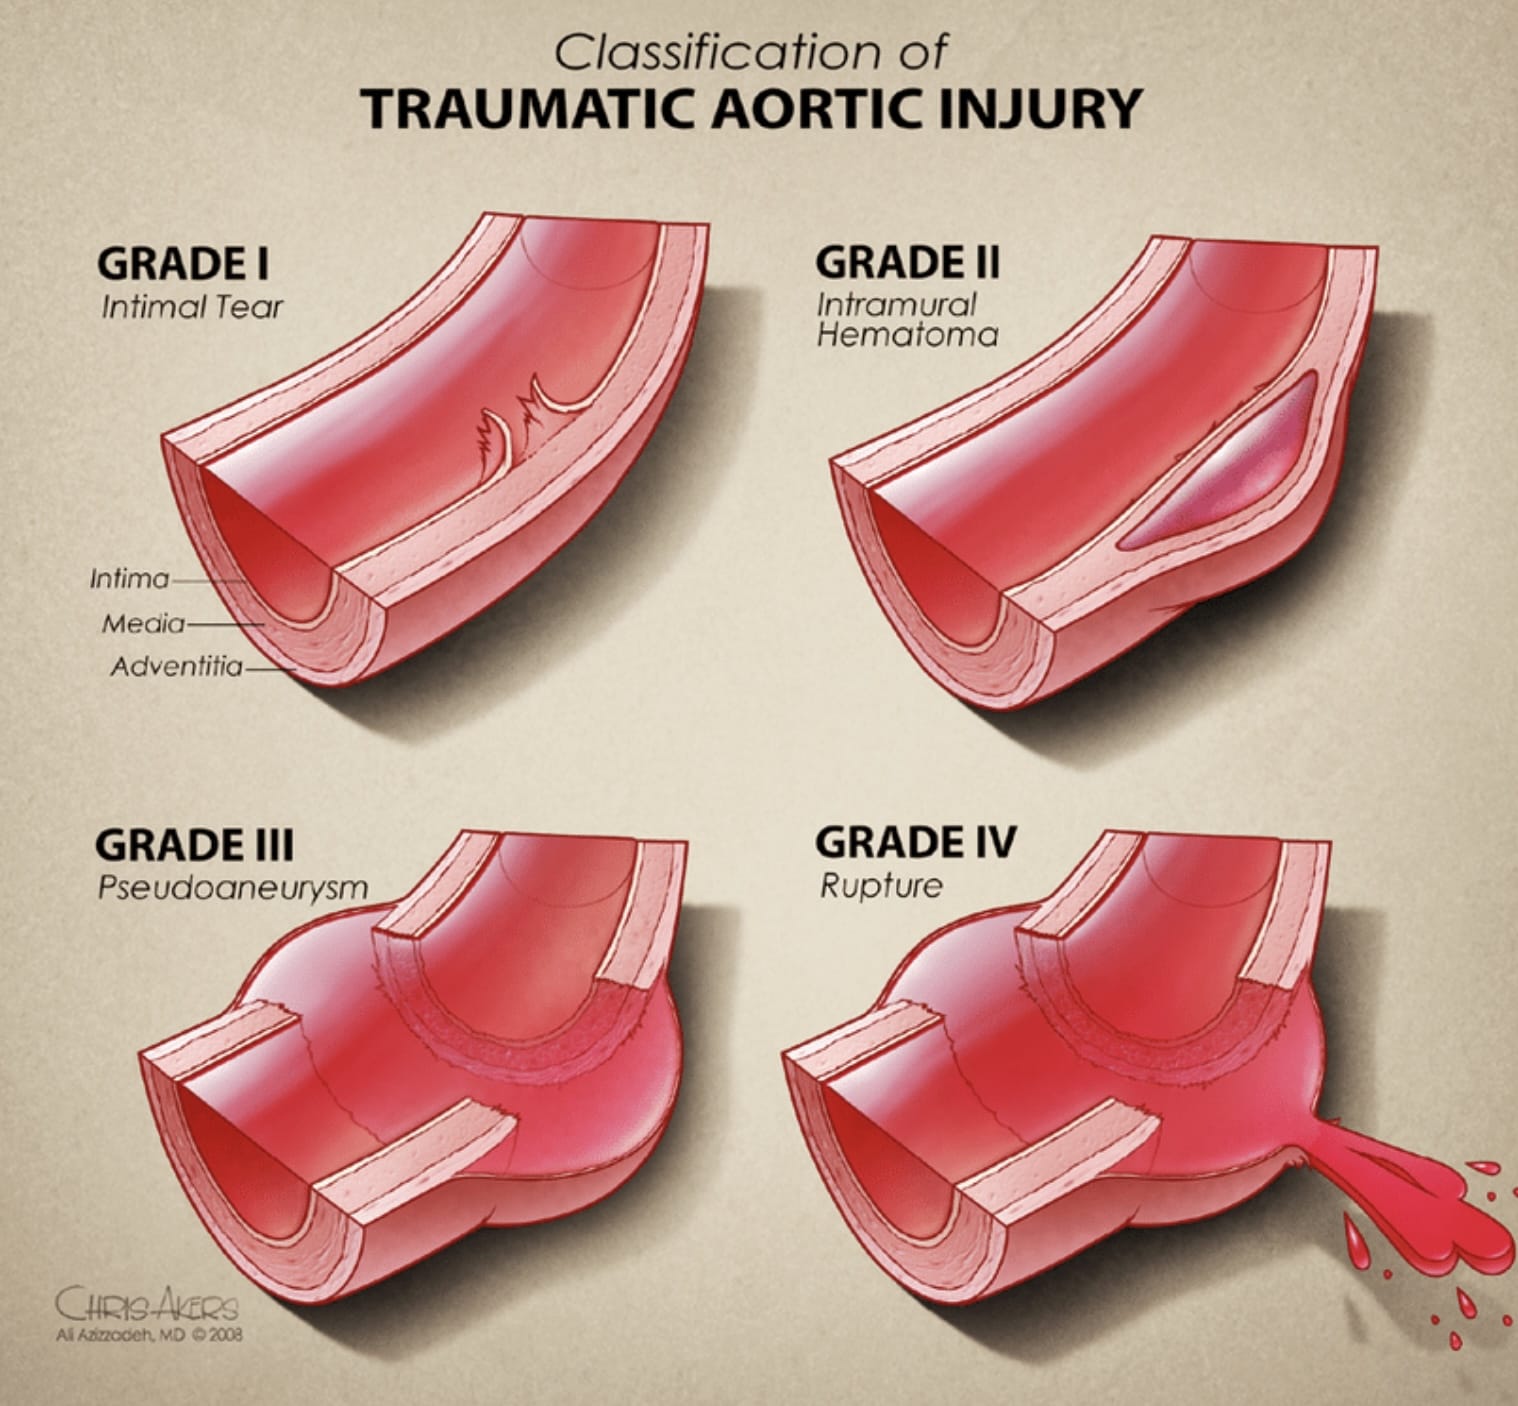 Classification of
TRAUMATIC AORTIC INJURY
GRADE I
Intimal Tear
Intima
Media
Adventitia
GRADE II
Intramural
Hematoma
GRADE III
Pseudoaneurysm
GRADE IV
Rupture
CHRIS AKERS
Ali Azizzadeh, MD © 2008